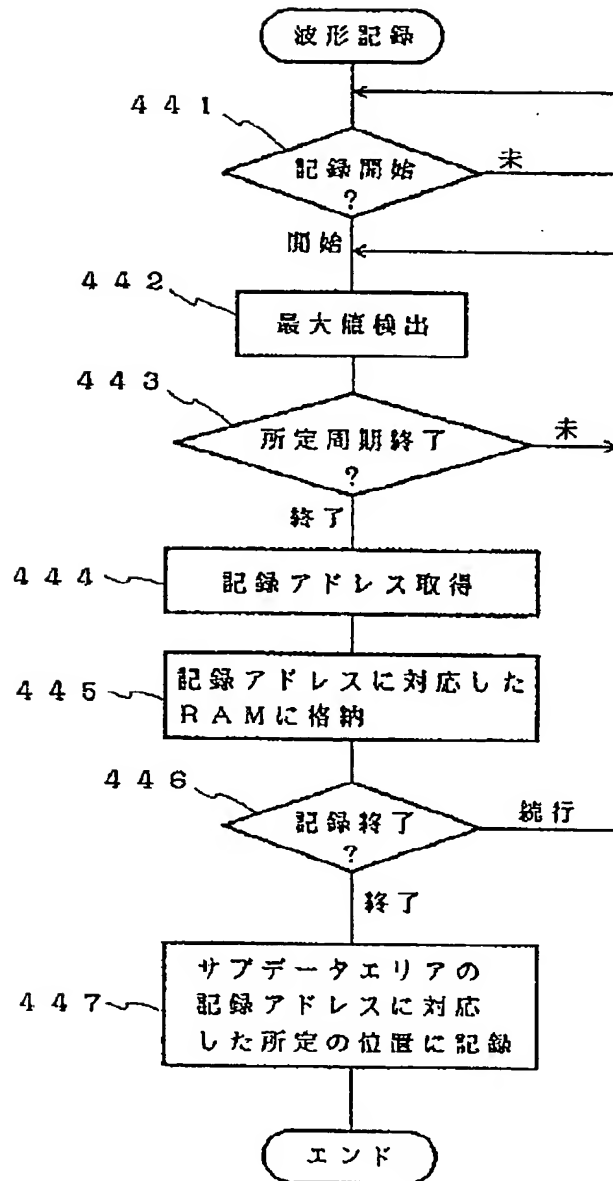 波形記録
441
記録開始
?
未
開始
442
最大値検出
443
所定周期終了
?
未
終了
444
記録アドレス取得
445
記録アドレスに対応した
RAMに格納
446
記録終了
?
続行
終了
447
サブデータエリアの
記録アドレスに対応
した所定の位置に記録
エンド